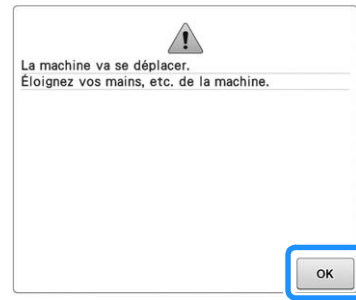 La machine va se déplacer.
Éloignez vos mains, etc. de la machine.
OK